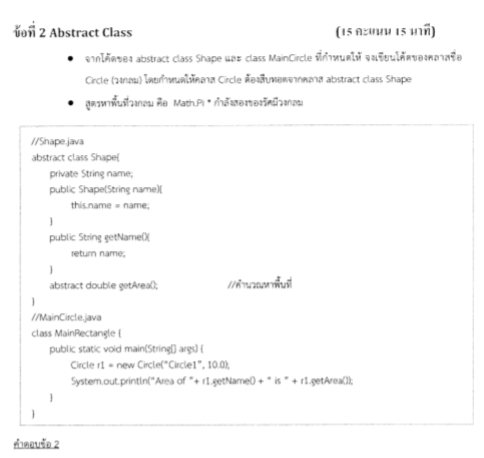 ข้อที่ 2 Abstract Class (15 คะแนน 15 นาที)
• จากโค้ดของ abstract class Shape และ class MainCircle ที่กำหนดให้ จงเขียนโค้ดของคลาสชื่อ
Circle (วงกลม) โดยกำหนดให้คลาส Circle ต้องสืบทอดจากคลาส abstract class Shape
• สูตรหาพื้นที่วงกลม คือ Math.PI * กำลังสองของรัศมีวงกลม
//Shape.java
abstract class Shape{
private String name;
public Shape(String name){
this.name = name;
}
public String getName(){
return name;
}
abstract double getArea(); //คำนวณหาพื้นที่
}
//MainCircle.java
class MainRectangle {
public static void main(String[] args) {
Circle r1 = new Circle("Circle1", 10.0);
System.out.println("Area of "+ r1.getName() + " is " + r1.getArea());
}
}
คำตอบข้อ 2